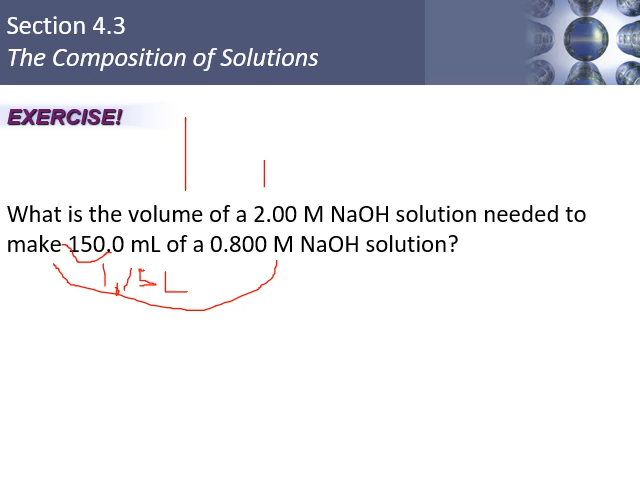 Section 4.3
The Composition of Solutions
EXERCISE!
What is the volume of a 2.00 M NaOH solution needed to
make 150.0 mL of a 0.800 M NaOH solution?
.15 L